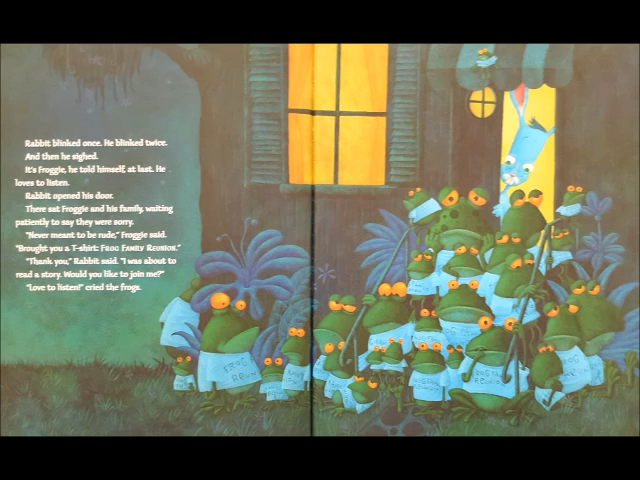 Rabbit blinked once. He blinked twice.
And then he sighed.
It's Froggie, he told himself, at last. He
loves to listen.
Rabbit opened his door.
There sat Froggie and his family, waiting
patiently to say they were sorry.
"Never meant to be rude," Froggie said.
"Brought you a T-shirt: FROG FAMILY REUNION."
"Thank you," Rabbit said. "I was about to
read a story. Would you like to join me?"
"Love to listen!" cried the frogs.
FROG
REUN